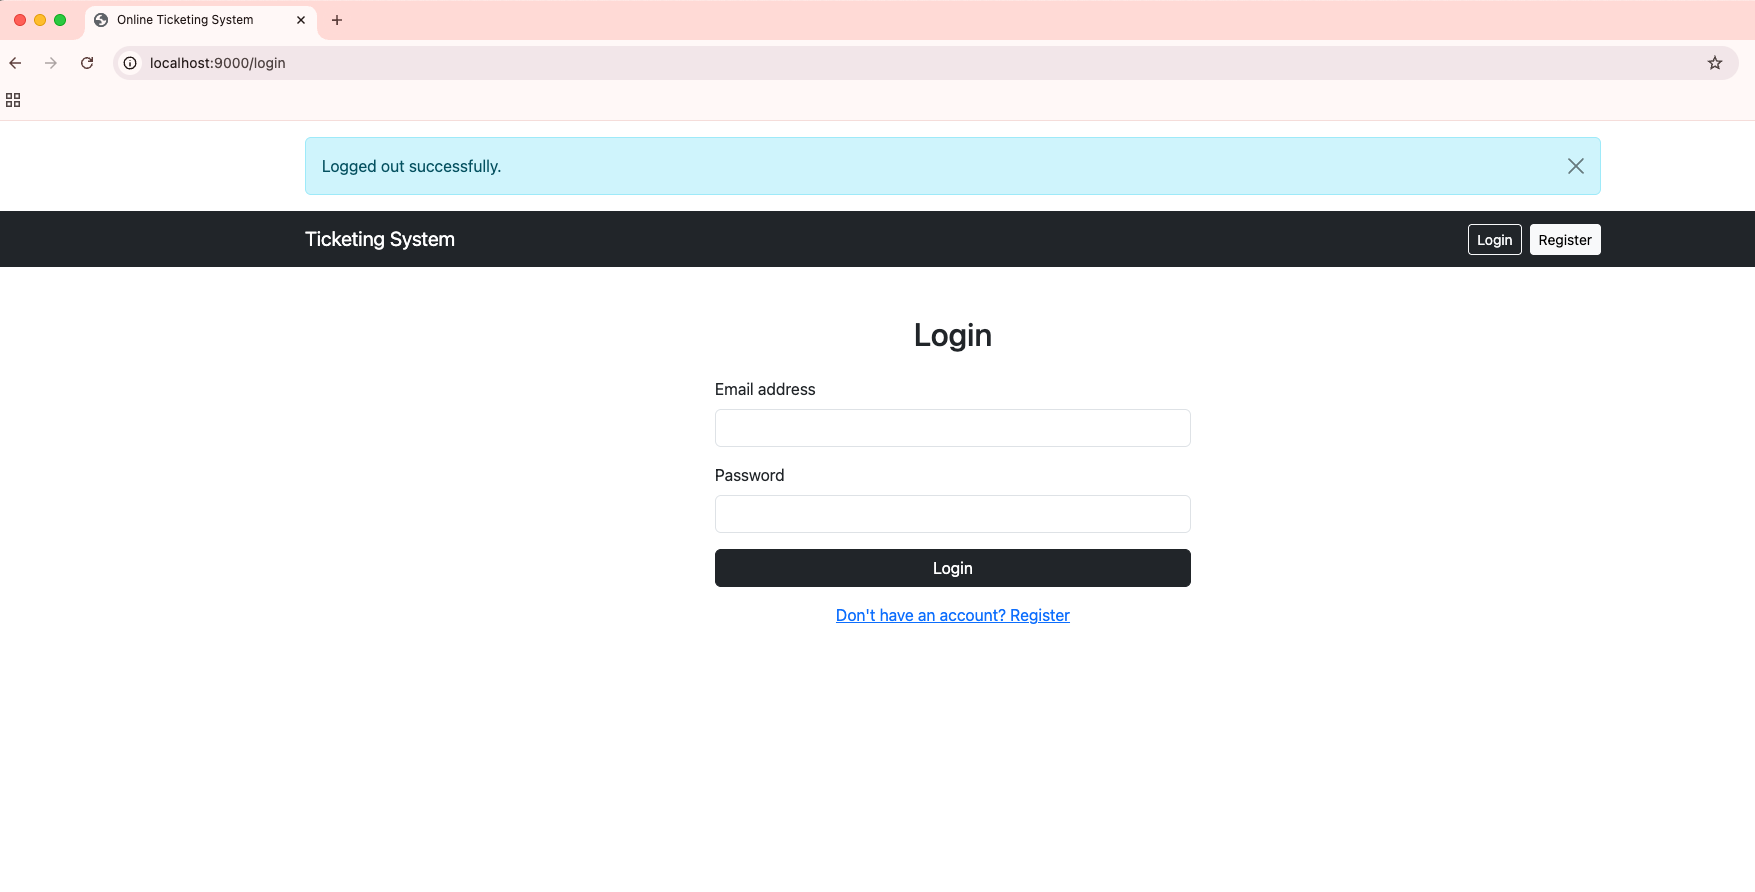 Online Ticketing System
localhost:9000/login
Logged out successfully.
Ticketing System
Login
Register
Login
Email address
Password
Login
Don't have an account? Register